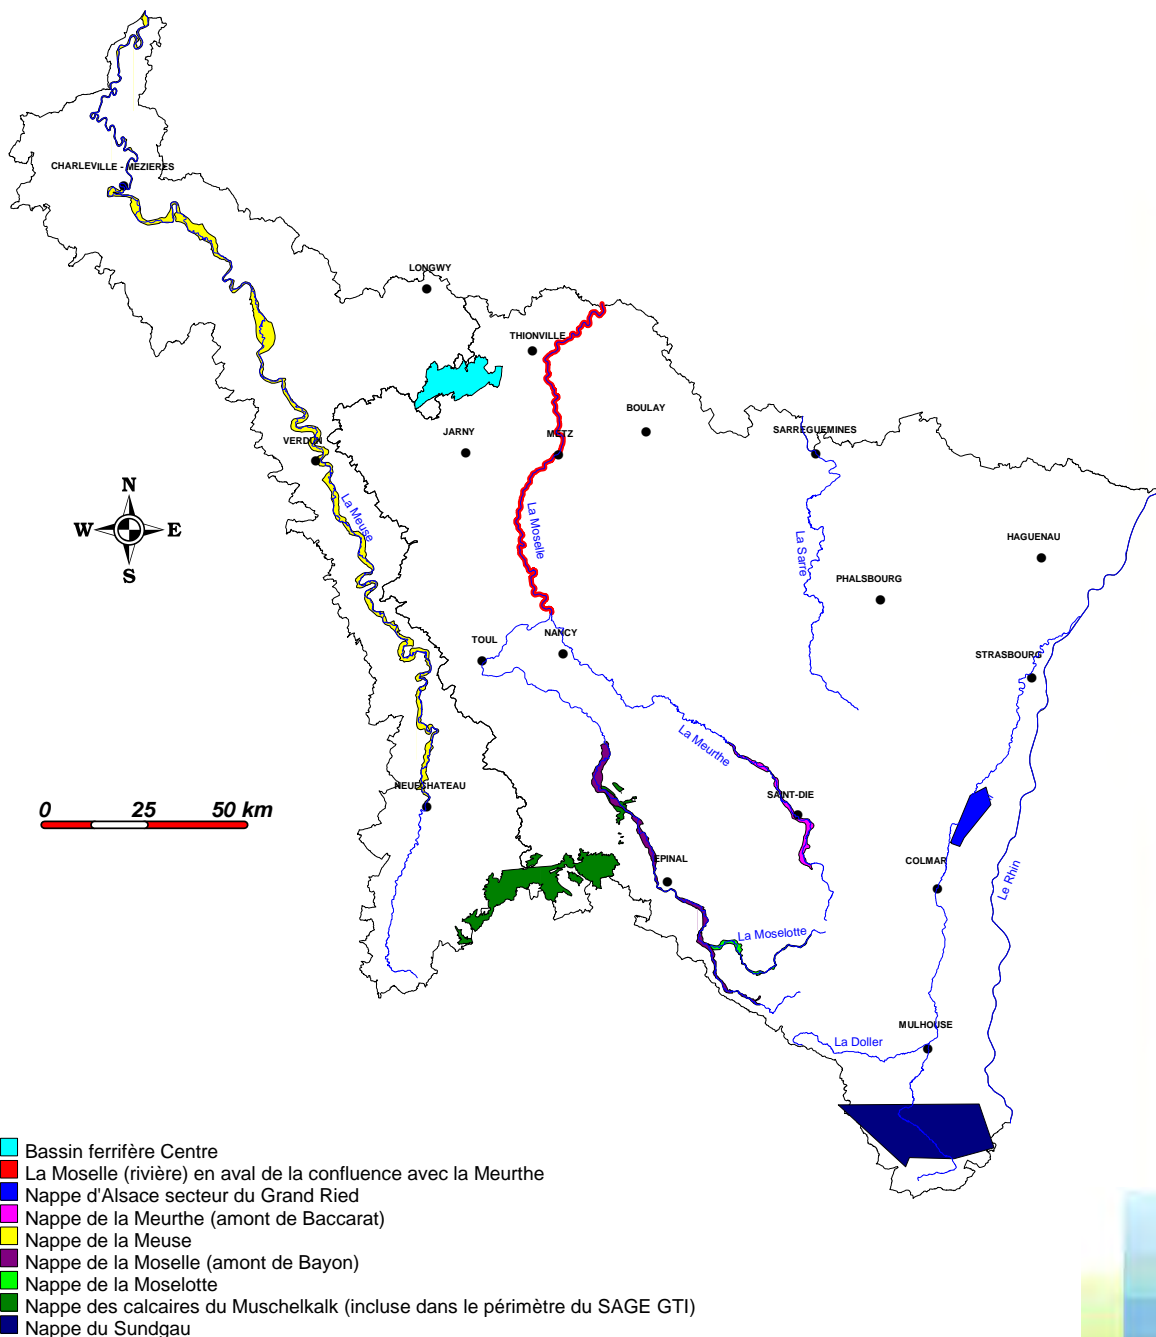 CHARLEVILLE - MEZIERES
LONGWY
THIONVILLE
BOULAY
JARNY
METZ
SARREGUEMINES
VERDUN
La Meuse
N
W E
S
La Moselle
La Sarre
HAGUENAU
PHALSBOURG
TOUL
NANCY
STRASBOURG
La Meurthe
NEUFCHATEAU
SAINT-DIE
0 25 50 km
EPINAL
COLMAR
Le Rhin
La Moselotte
MULHOUSE
La Doller
Bassin ferrifère Centre
La Moselle (rivière) en aval de la confluence avec la Meurthe
Nappe d'Alsace secteur du Grand Ried
Nappe de la Meurthe (amont de Baccarat)
Nappe de la Meuse
Nappe de la Moselle (amont de Bayon)
Nappe de la Moselotte
Nappe des calcaires du Muschelkalk (incluse dans le périmètre du SAGE GTI)
Nappe du Sundgau